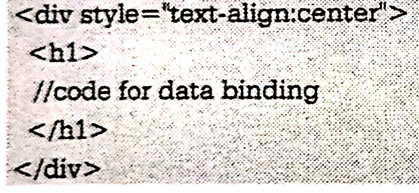 <div style="text-align:center">
<h1>
//code for data binding
</h1>
</div>